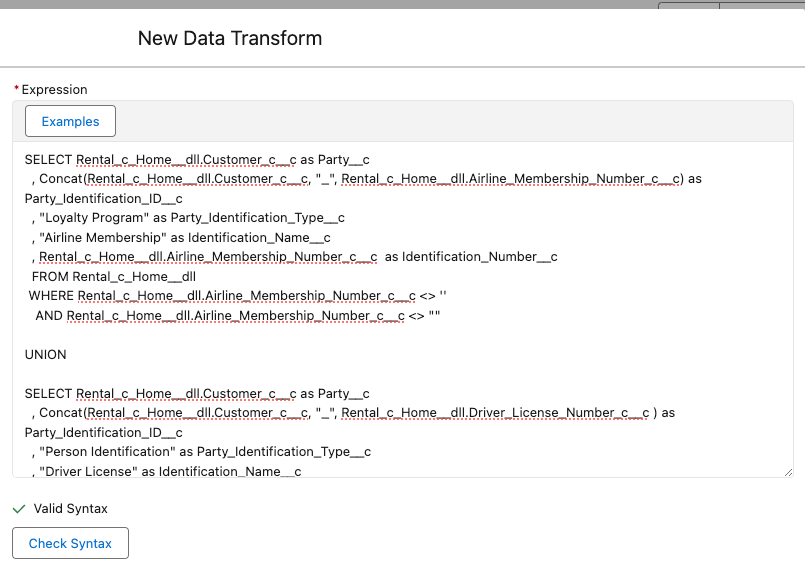 New Data Transform
*Expression
Examples
SELECT Rental_c_Home__dll.Customer_c__c as Party__c
, Concat(Rental_c_Home__dll.Customer_c__c, "_", Rental_c_Home__dll.Airline_Membership_Number_c__c) as
Party_Identification_ID__c
, "Loyalty Program" as Party_Identification_Type__c
, "Airline Membership" as Identification_Name__c
, Rental_c_Home__dll.Airline_Membership_Number_c__c  as Identification_Number__c
FROM Rental_c_Home__dll
WHERE Rental_c_Home__dll.Airline_Membership_Number_c__c <> ''
AND Rental_c_Home__dll.Airline_Membership_Number_c__c <> ""
UNION
SELECT Rental_c_Home__dll.Customer_c__c as Party__c
, Concat(Rental_c_Home__dll.Customer_c__c, "_", Rental_c_Home__dll.Driver_License_Number_c__c ) as
Party_Identification_ID__c
, "Person Identification" as Party_Identification_Type__c
, "Driver License" as Identification_Name__c
Valid Syntax
Check Syntax